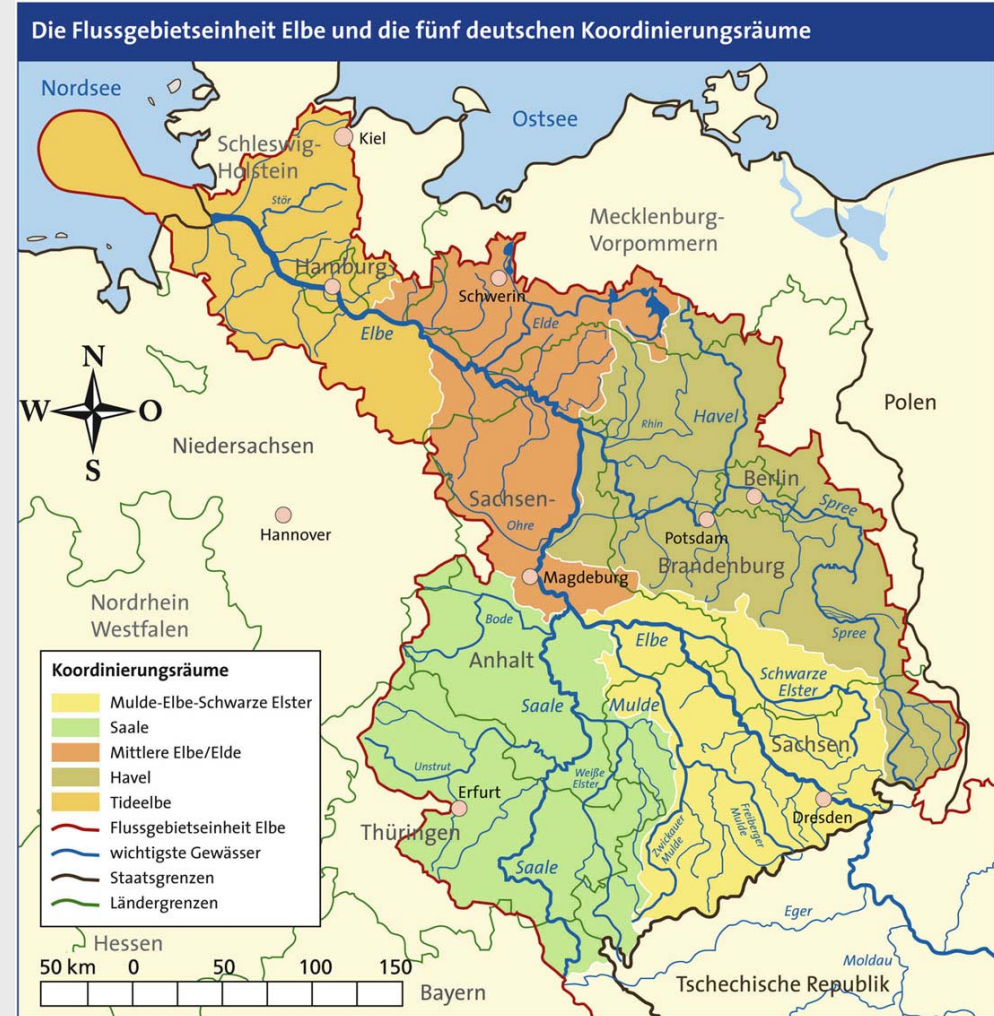 Die Flussgebietseinheit Elbe und die fünf deutschen Koordinierungsräume
Nordsee
Ostsee
Schleswig-
Holstein
Kiel
Stör
Mecklenburg-
Vorpommern
Hamburg
Schwerin
Elbe
Elde
N
W
O
S
Polen
Niedersachsen
Rhin
Havel
Berlin
Sachsen-
Spree
Hannover
Ohre
Potsdam
Magdeburg
Brandenburg
Nordrhein
Westfalen
Bode
Elbe
Spree
Anhalt
Schwarze
Elster
Saale
Mulde
Sachsen
Unstrut
Weiße
Elster
Erfurt
Thüringen
Zwickauer
Mulde
Freiberger
Mulde
Dresden
Saale
Eger
Moldau
Hessen
Bayern
Tschechische Republik
Koordinierungsräume
Mulde-Elbe-Schwarze Elster
Saale
Mittlere Elbe/Elde
Havel
Tideelbe
Flussgebietseinheit Elbe
wichtigste Gewässer
Staatsgrenzen
Ländergrenzen
50 km 0 50 100 150